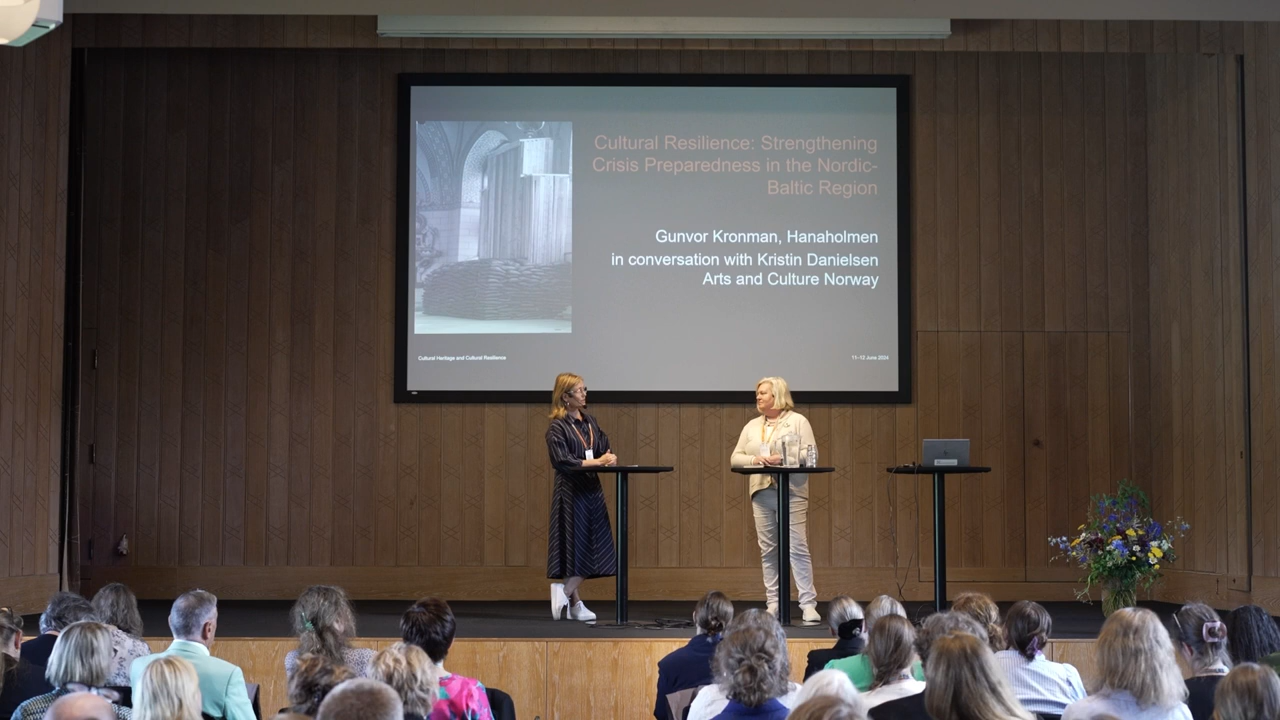 Cultural Resilience: Strengthening
Crisis Preparedness in the Nordic-
Baltic Region
Gunvor Kronman, Hanaholmen
in conversation with Kristin Danielsen
Arts and Culture Norway
Cultural Heritage and Cultural Resilience
11-12 June 2024